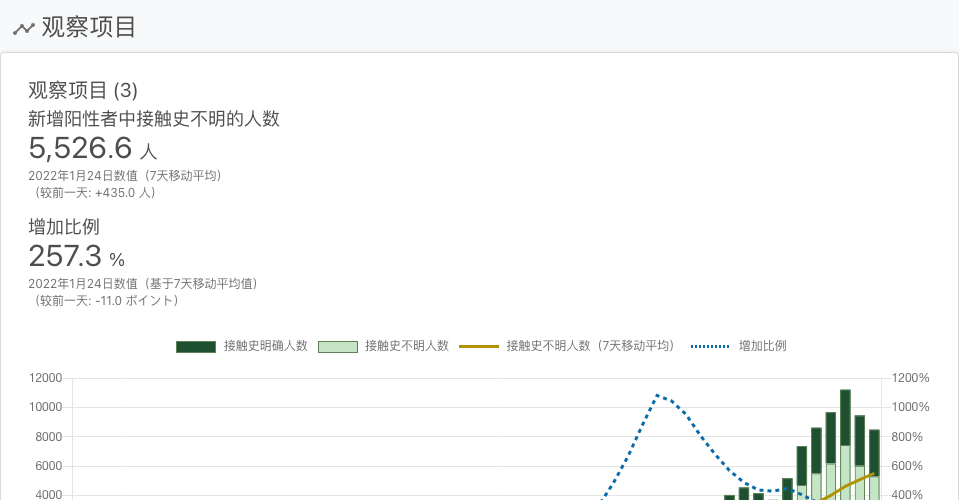 观察项目
观察项目 (3)
新增阳性者中接触史不明的人数
5,526.6 人
2022年1月24日数值（7天移动平均）
（较前一天: +435.0 人）
增加比例
257.3 %
2022年1月24日数值（基于7天移动平均值）
（较前一天: -11.0 ポイント）
接触史明确人数 接触史不明人数 接触史不明人数（7天移动平均） 增加比例
12000 1200%
10000 1000%
8000 800%
6000 600%
4000 400%